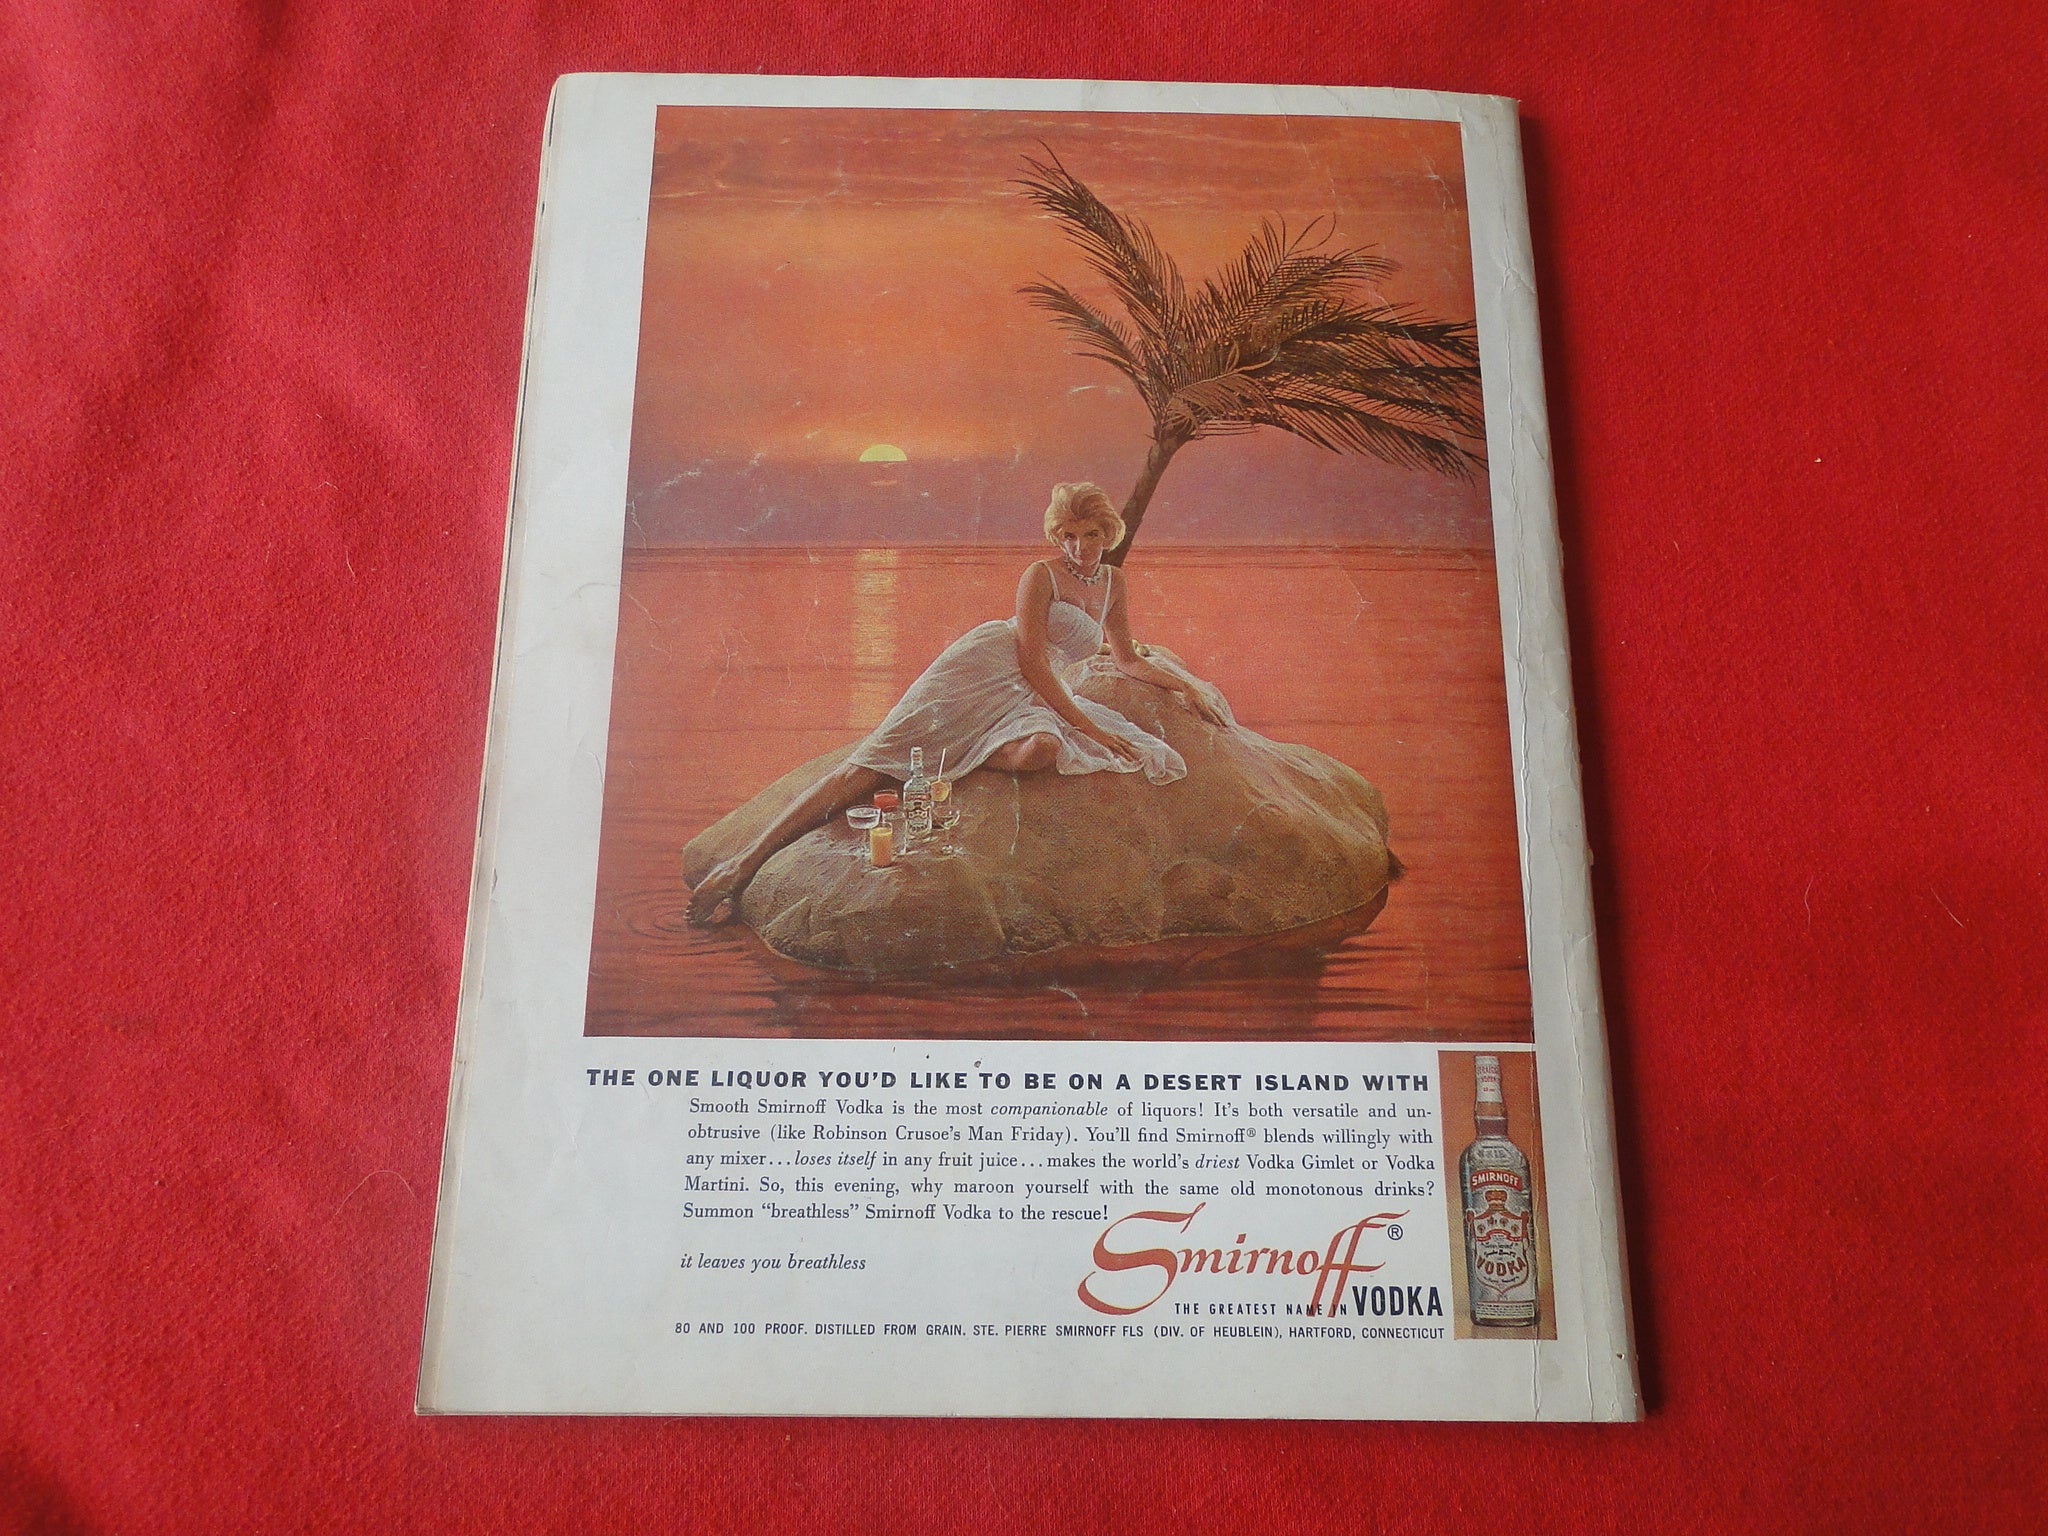 THE ONE LIQUOR YOU'D LIKE TO BE ON A DESERT ISLAND WITH
Smooth Smirnoff Vodka is the most companionable of liquors! It's both versatile and un-
obtrusive (like Robinson Crusoe's Man Friday). You'll find Smirnoff® blends willingly with
any mixer...loses itself in any fruit juice...makes the world's driest Vodka Gimlet or Vodka
Martini. So, this evening, why maroon yourself with the same old monotonous drinks?
Summon “breathless” Smirnoff Vodka to the rescue!
it leaves you breathless
Smirnoff®
THE GREATEST NAME IN VODKA
80 AND 100 PROOF. DISTILLED FROM GRAIN. STE. PIERRE SMIRNOFF FLS (DIV. OF HEUBLEIN), HARTFORD, CONNECTICUT
SMIRNOFF
VODKA